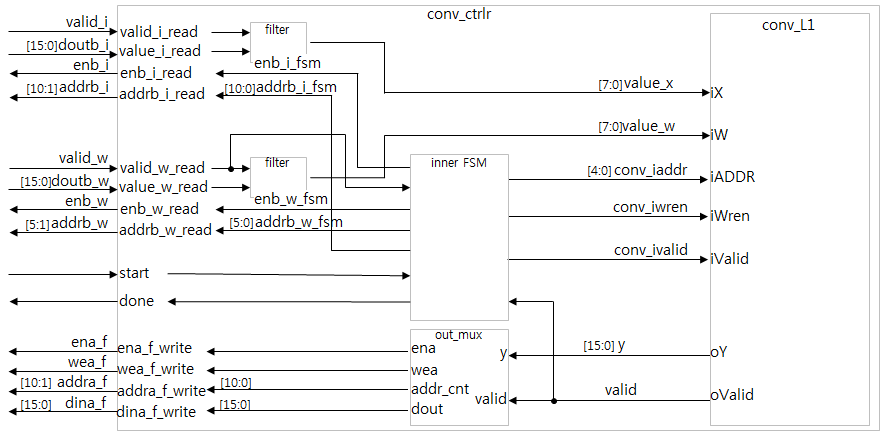 conv_ctrlr
conv_L1
valid_i
valid_i_read
filter
[15:0]doutb_i
value_i_read
enb_i
enb_i_read
enb_i_fsm
[10:1]addrb_i
addrb_i_read
[10:0]addrb_i_fsm
[7:0]value_x
iX
[7:0]value_w
iW
valid_w
valid_w_read
filter
inner FSM
[15:0]doutb_w
value_w_read
[4:0] conv_iaddr
iADDR
enb_w
enb_w_read
enb_w_fsm
conv_iwren
iWren
[5:1]addrb_w
addrb_w_read
[5:0]addrb_w_fsm
conv_ivalid
iValid
start
done
out_mux
ena_f
ena_f_write
ena
y
[15:0] y
oY
wea_f
wea_f_write
wea
[10:1] addra_f
addra_f_write
[10:0]
addr_cnt
valid
valid
oValid
[15:0] dina_f
dina_f_write
[15:0]
dout